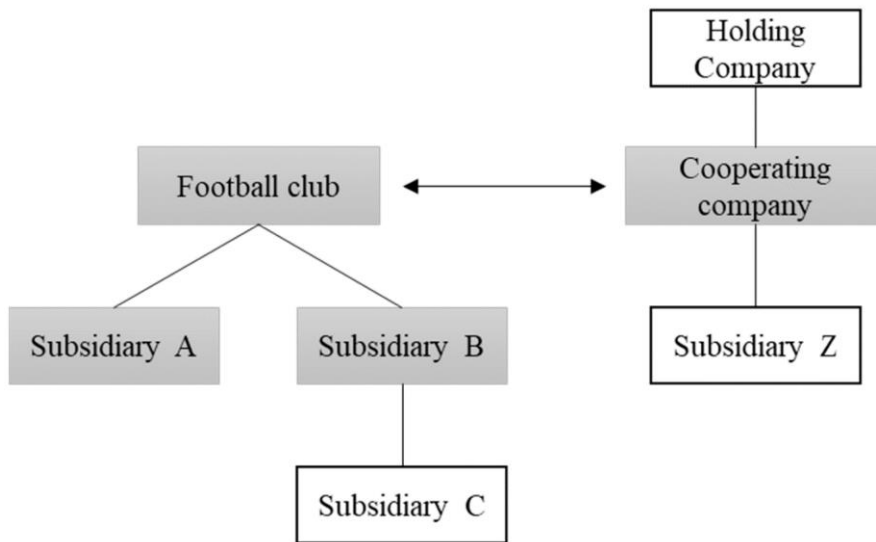 Holding
Company
Football club
Cooperating
company
Subsidiary A
Subsidiary B
Subsidiary Z
Subsidiary C